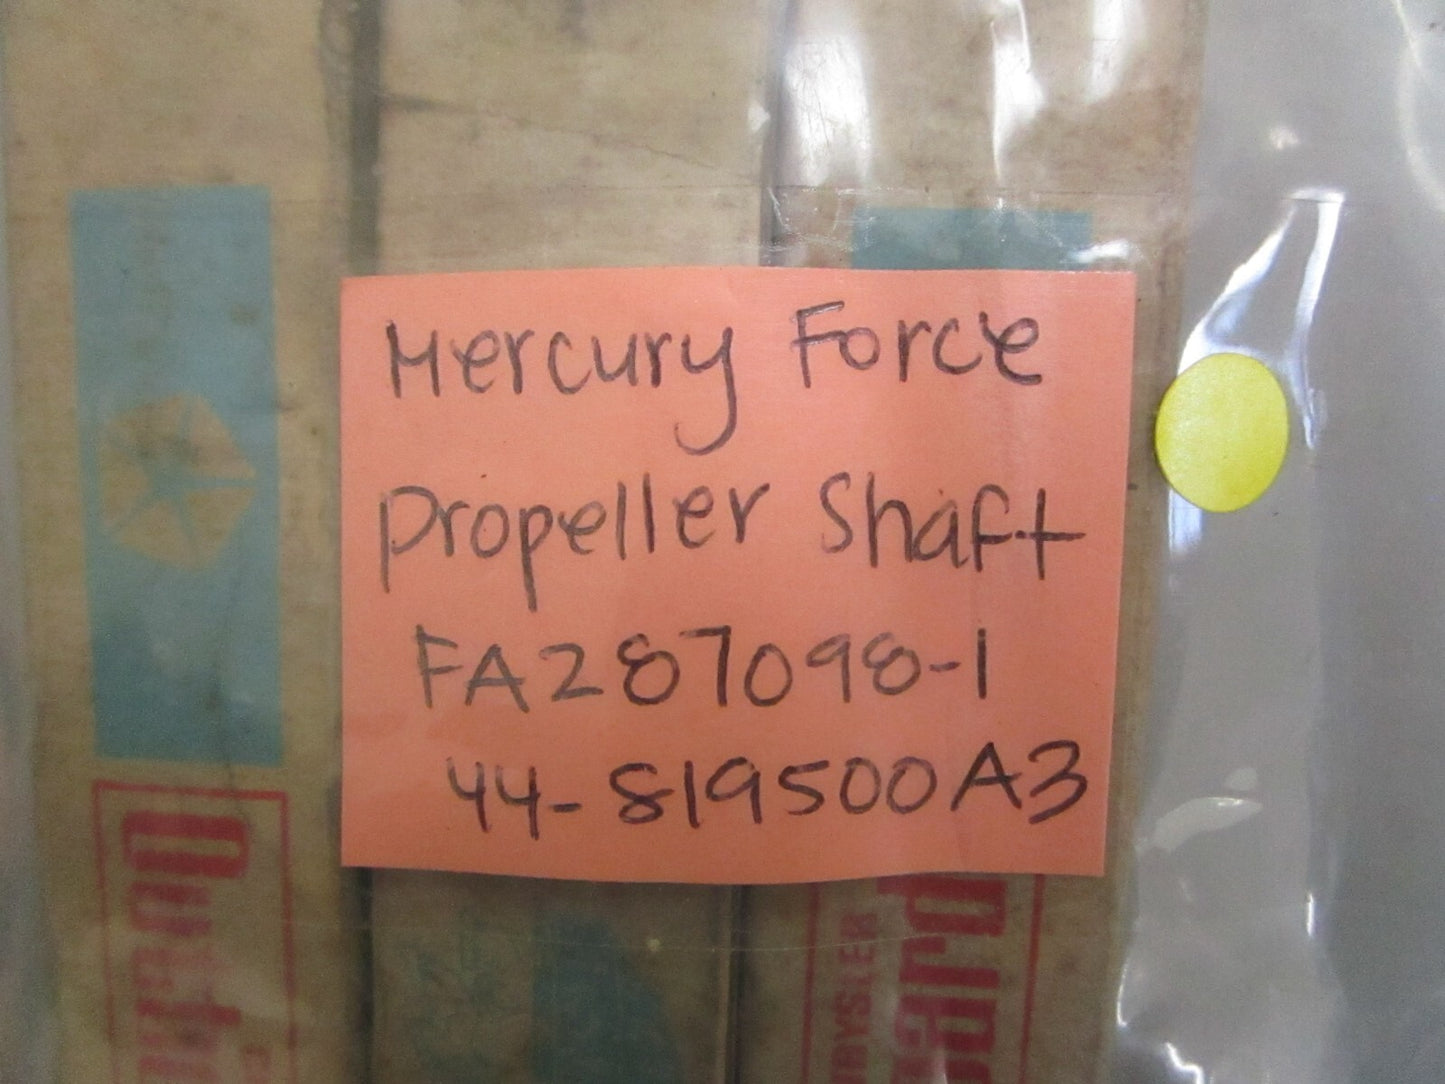 Mercury Force
Propeller Shaft
FA287098-1
44-819500A3